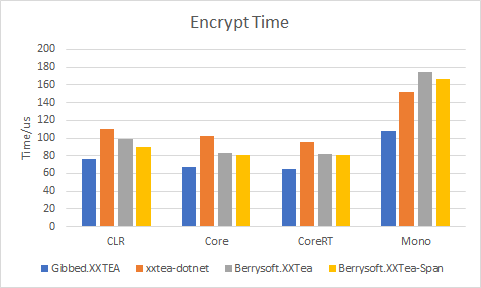 Encrypt Time
Time/us
200
180
160
140
120
100
80
60
40
20
0
CLR Core CoreRT Mono
Gibbed.XXTEA xxtea-dotnet Berrysoft.XXTea Berrysoft.XXTea-Span